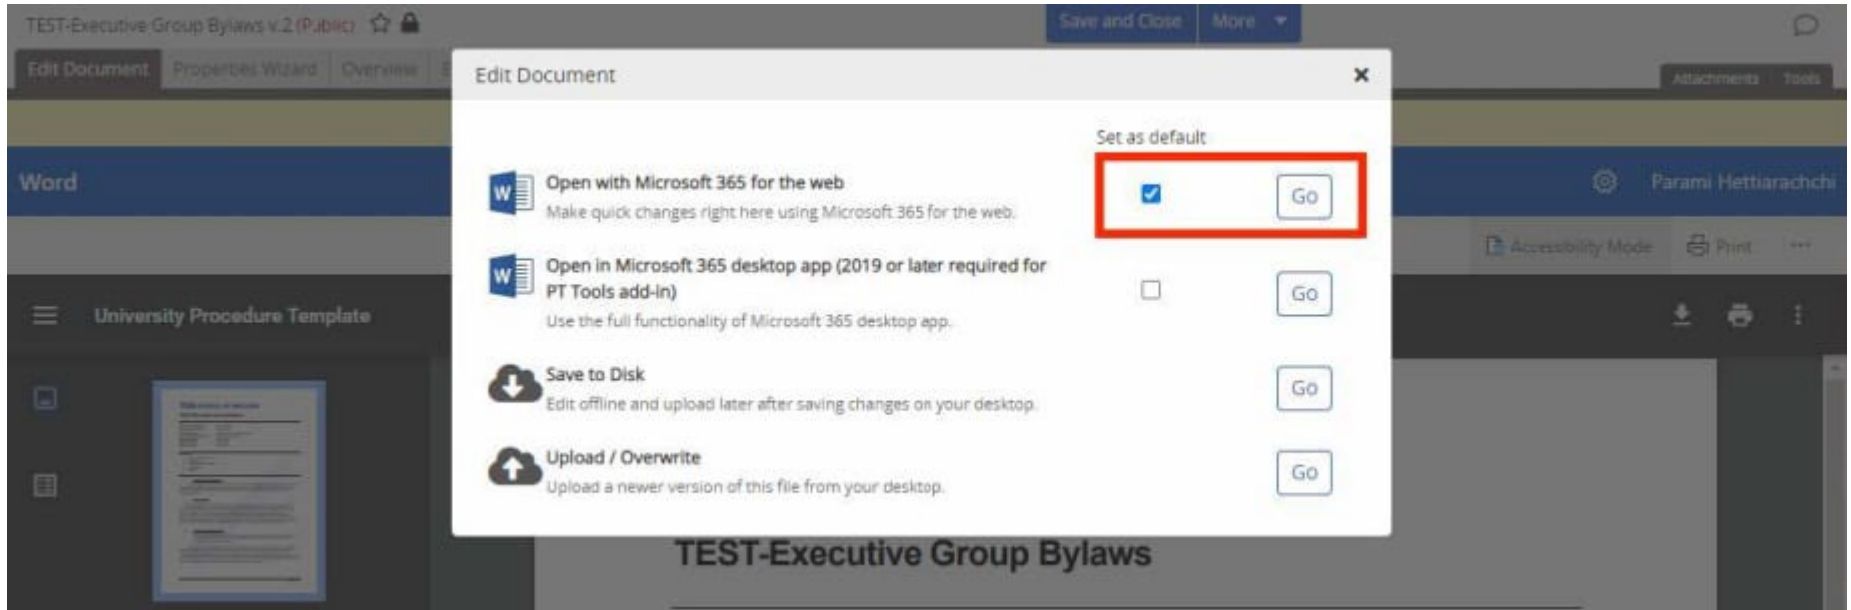 TEST-Executive Group Bylaws v.2 (Public)
Save and Close More
Edit Document Properties Wizard Overview
Attachments Tools
Edit Document
Set as default
Word
Parami Hettiarachchi
W
Open with Microsoft 365 for the web
Make quick changes right here using Microsoft 365 for the web.
Go
Accessibility Mode Print
W
Open in Microsoft 365 desktop app (2019 or later required for
PT Tools add-in)
Use the full functionality of Microsoft 365 desktop app.
Go
University Procedure Template
Save to Disk
Edit offline and upload later after saving changes on your desktop.
Go
Upload / Overwrite
Upload a newer version of this file from your desktop.
Go
TEST-Executive Group Bylaws